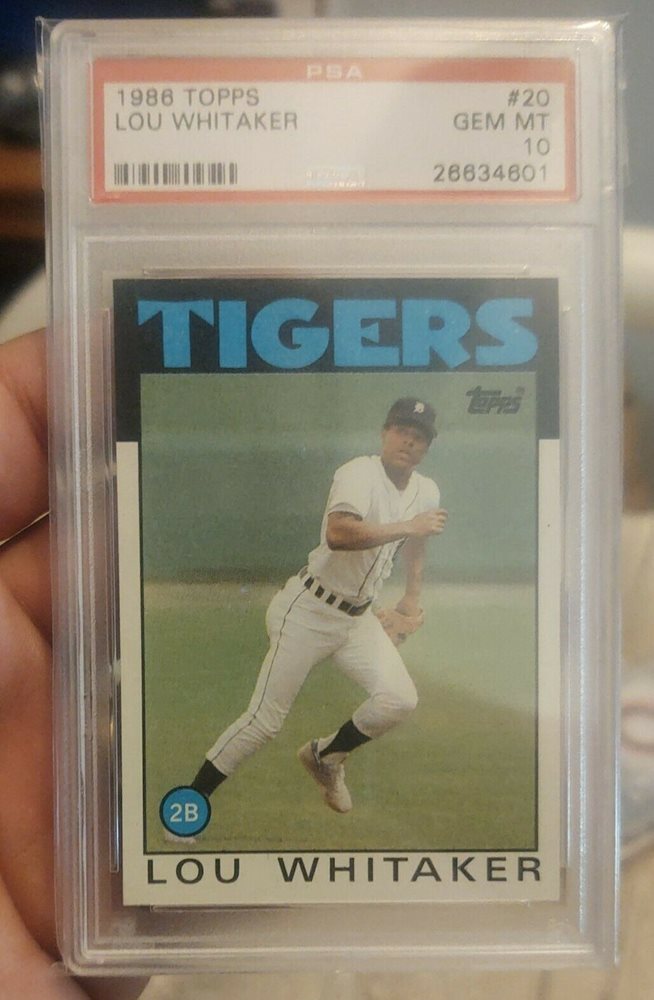 PSA
1986 TOPPS #20
LOU WHITAKER GEM MT
10
26634601
TIGERS
Topps
2B
LOU WHITAKER